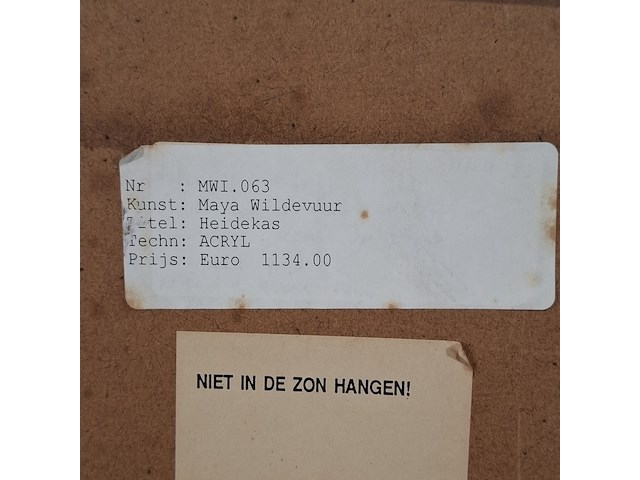 Nr   : MWI.063
Kunst: Maya Wildevuur
Titel: Heidekas
Techn: ACRYL
Prijs: Euro  1134.00
NIET IN DE ZON HANGEN!